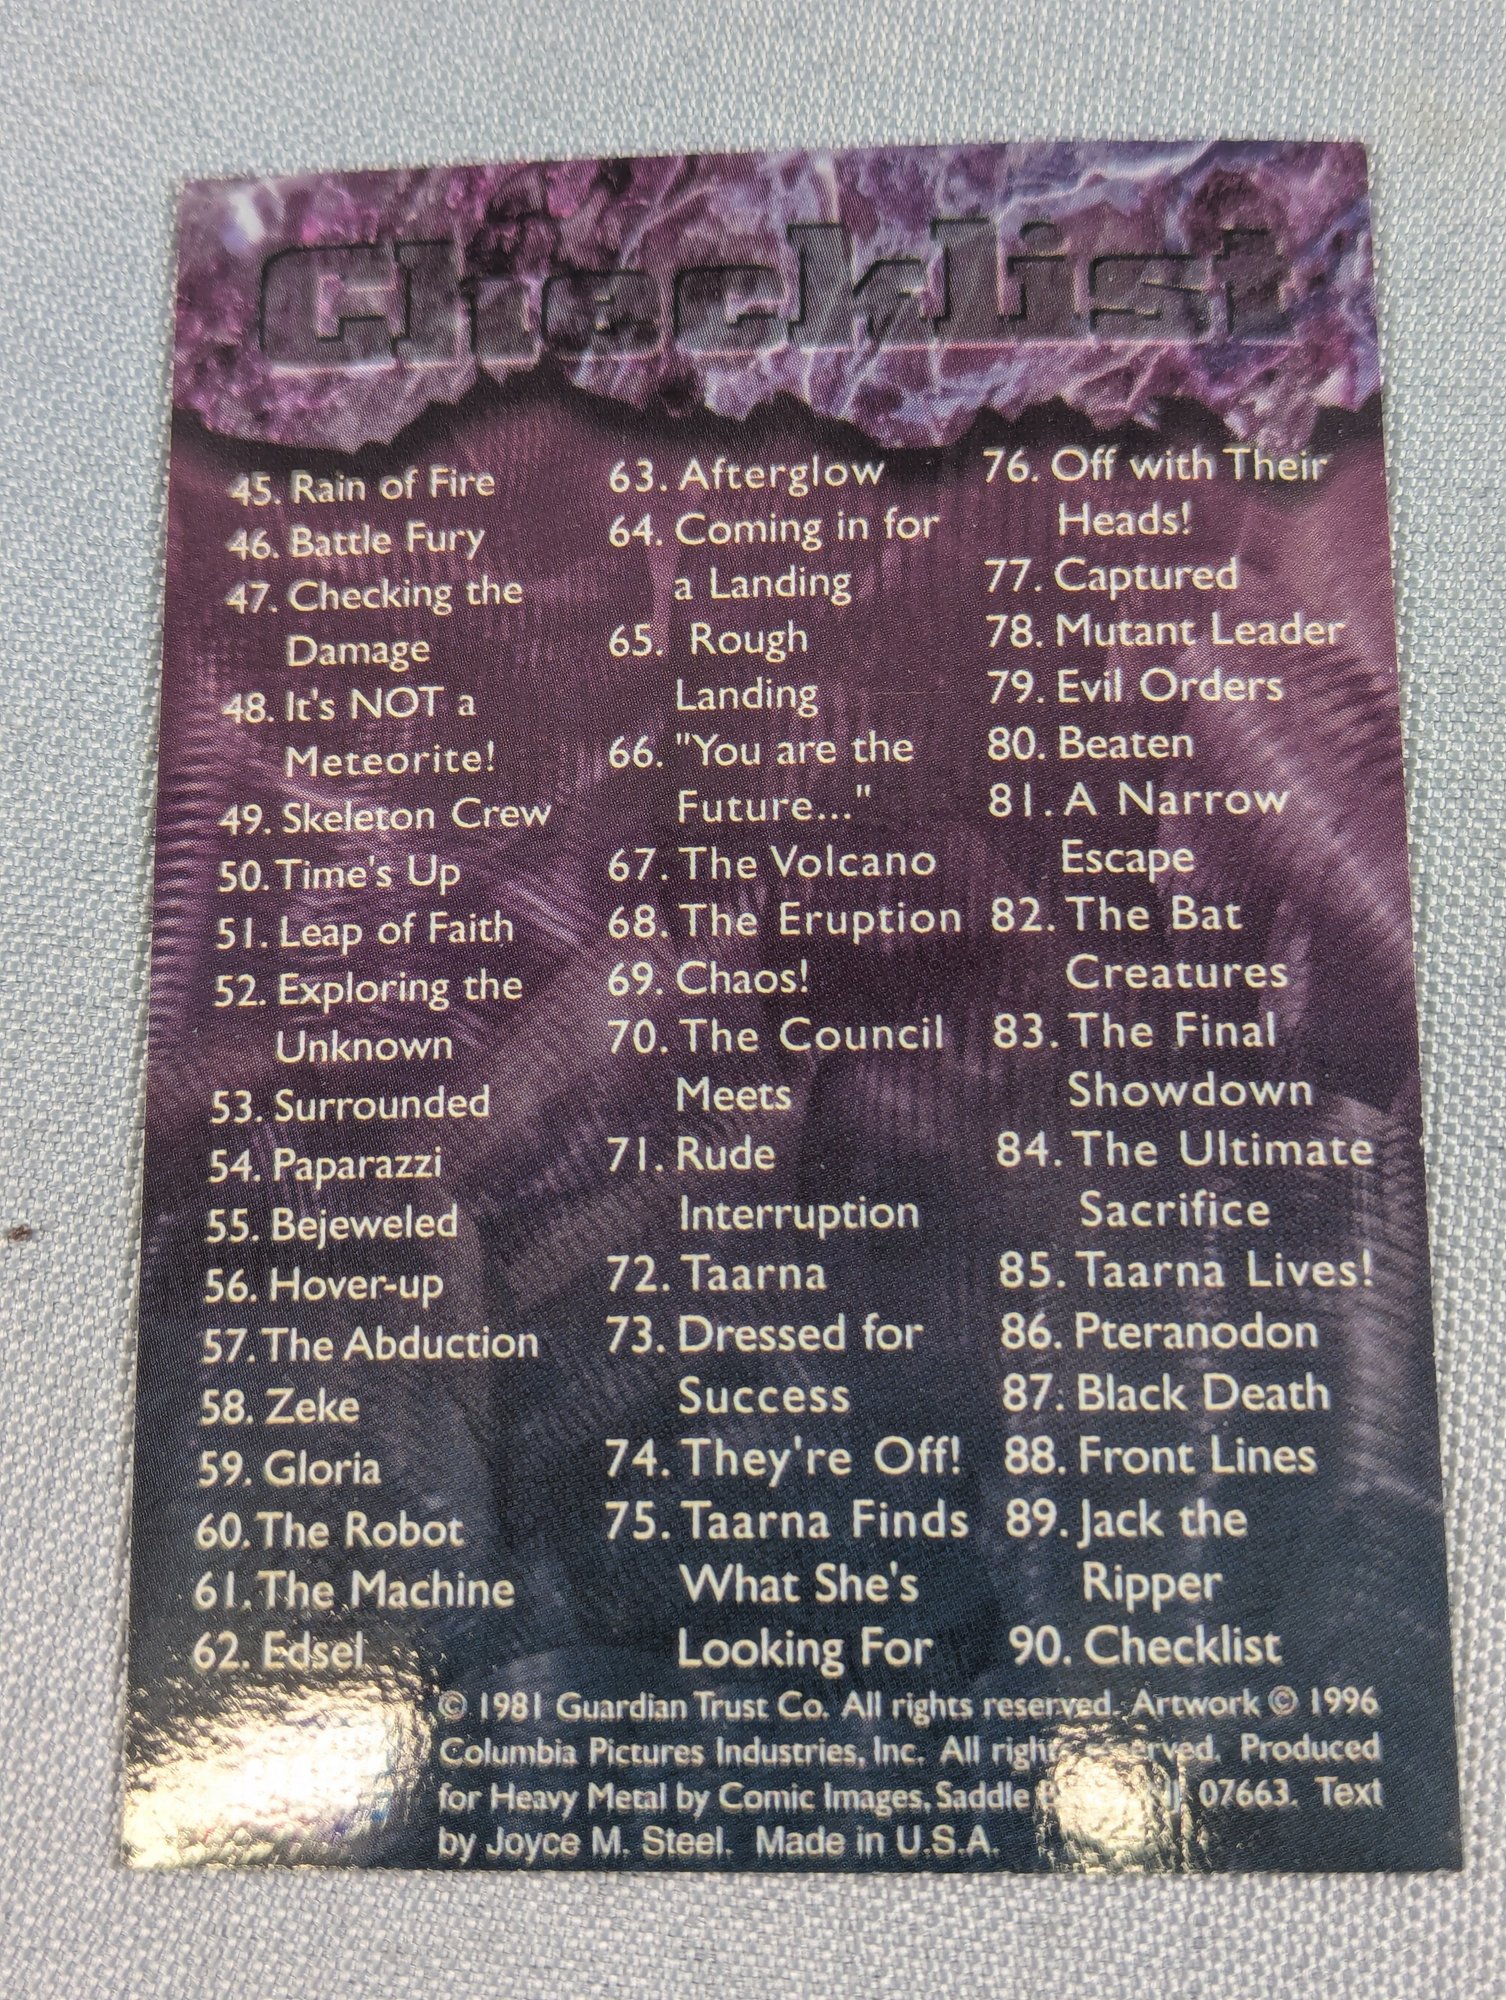 Checklist
45. Rain of Fire
46. Battle Fury
47. Checking the
Damage
48. It's NOT a
Meteorite!
49. Skeleton Crew
50. Time's Up
51. Leap of Faith
52. Exploring the
Unknown
53. Surrounded
54. Paparazzi
55. Bejeweled
56. Hover-up
57. The Abduction
58. Zeke
59. Gloria
60. The Robot
61. The Machine
62. Edsel
63. Afterglow
64. Coming in for
a Landing
65. Rough
Landing
66. "You are the
Future..."
67. The Volcano
68. The Eruption
69. Chaos!
70. The Council
Meets
71. Rude
Interruption
72. Taarna
73. Dressed for
Success
74. They're Off!
75. Taarna Finds
What She's
Looking For
76. Off with Their
Heads!
77. Captured
78. Mutant Leader
79. Evil Orders
80. Beaten
81. A Narrow
Escape
82. The Bat
Creatures
83. The Final
Showdown
84. The Ultimate
Sacrifice
85. Taarna Lives!
86. Pteranodon
87. Black Death
88. Front Lines
89. Jack the
Ripper
90. Checklist
© 1981 Guardian Trust Co. All rights reserved. Artwork © 1996
Columbia Pictures Industries, Inc. All rights reserved. Produced
for Heavy Metal by Comic Images, Saddle 07663. Text
by Joyce M. Steel. Made in U.S.A.